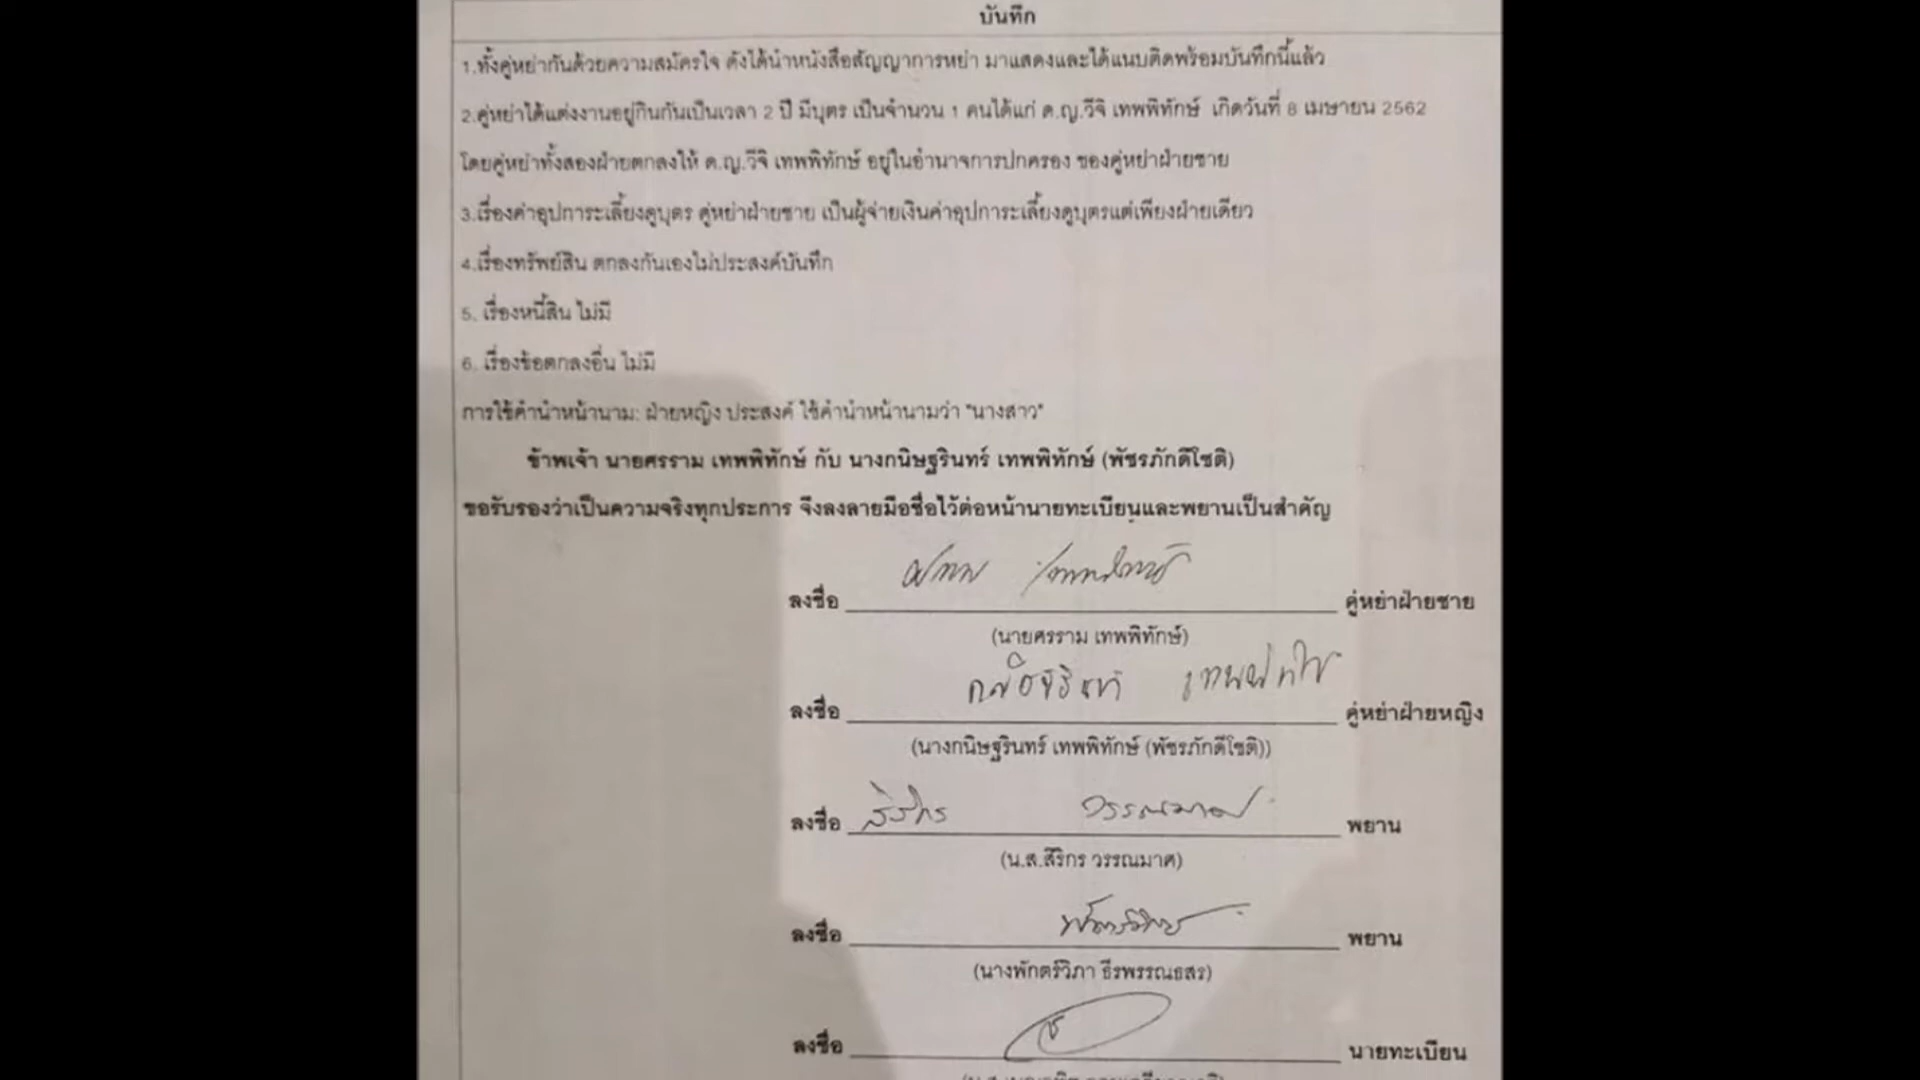 บันทึก
1.ทั้งคู่หย่ากันด้วยความสมัครใจ ดังได้นำหนังสือสัญญาการหย่า มาแสดงและได้แนบติดพร้อมบันทึกนี้แล้ว
2.คู่หย่าได้แต่งงานอยู่กินกันเป็นเวลา 2 ปี มีบุตร เป็นจำนวน 1 คนได้แก่ ด.ญ.วีจิ เทพพิทักษ์ เกิดวันที่ 8 เมษายน 2562
โดยคู่หย่าทั้งสองฝ่ายตกลงให้ ด.ญ.วีจิ เทพพิทักษ์ อยู่ในอำนาจการปกครอง ของคู่หย่าฝ่ายชาย
3.เรื่องค่าอุปการะเลี้ยงดูบุตร คู่หย่าฝ่ายชาย เป็นผู้จ่ายเงินค่าอุปการะเลี้ยงดูบุตรแต่เพียงฝ่ายเดียว
4.เรื่องทรัพย์สิน ตกลงกันเองไม่ประสงค์บันทึก
5. เรื่องหนี้สิน ไม่มี
6. เรื่องข้อตกลงอื่น ไม่มี
การใช้คำนำหน้านาม: ฝ่ายหญิง ประสงค์ ใช้คำนำหน้านามว่า "นางสาว"
ข้าพเจ้า นายศรราม เทพพิทักษ์ กับ นางกนิษฐรินทร์ เทพพิทักษ์ (พัชรภักดีโชติ)
ขอรับรองว่าเป็นความจริงทุกประการ จึงลงลายมือชื่อไว้ต่อหน้านายทะเบียนและพยานเป็นสำคัญ
ลงชื่อ คู่หย่าฝ่ายชาย
(นายศรราม เทพพิทักษ์)
กนิษฐรินทร์ เทพพิทักษ์
ลงชื่อ คู่หย่าฝ่ายหญิง
(นางกนิษฐรินทร์ เทพพิทักษ์ (พัชรภักดีโชติ))
สิริกร วรรณมาศ
ลงชื่อ พยาน
(น.ส.สิริกร วรรณมาศ)
ลงชื่อ พยาน
(นางพักตร์วิภา ธีรพรรณธสร)
ลงชื่อ นายทะเบียน